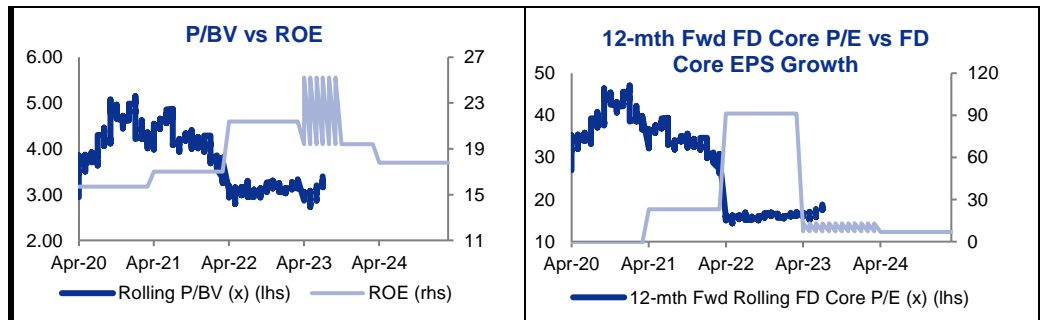 P/BV vs ROE
6.00
5.00
4.00
3.00
2.00
27
23
19
15
11
Apr-20 Apr-21 Apr-22 Apr-23 Apr-24
Rolling P/BV (x) (lhs) ROE (rhs)
12-mth Fwd FD Core P/E vs FD
Core EPS Growth
50
40
30
20
10
120
90
60
30
0
Apr-20 Apr-21 Apr-22 Apr-23 Apr-24
12-mth Fwd Rolling FD Core P/E (x) (lhs)